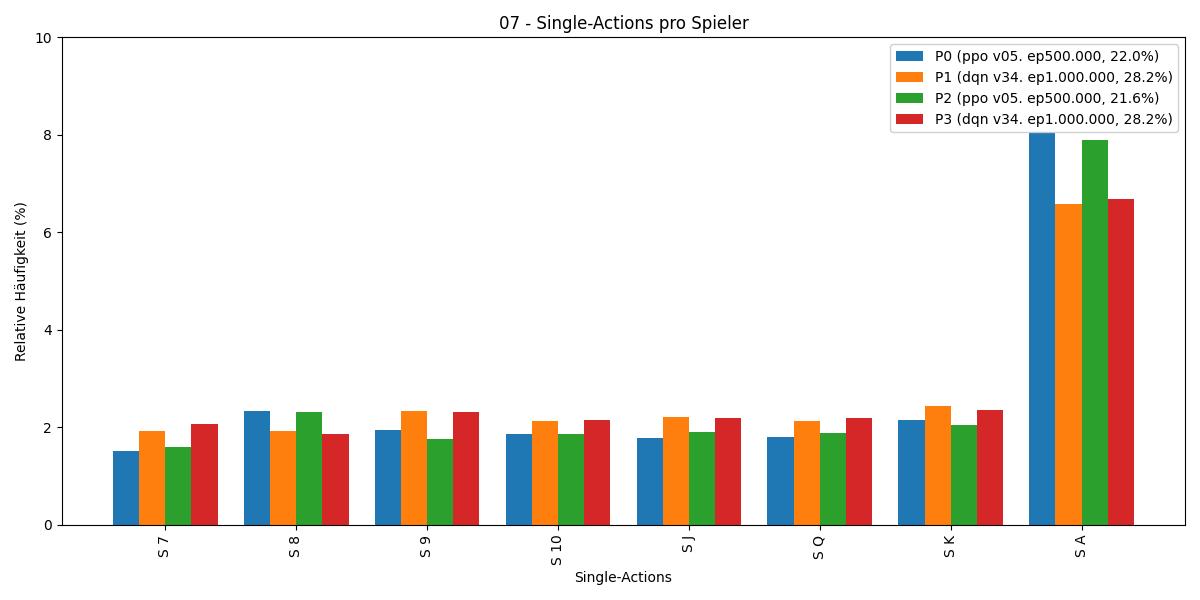 07 - Single-Actions pro Spieler
10
8
6
4
2
0
Relative Häufigkeit (%)
P0 (ppo v05. ep500.000, 22.0%)
P1 (dqn v34. ep1.000.000, 28.2%)
P2 (ppo v05. ep500.000, 21.6%)
P3 (dqn v34. ep1.000.000, 28.2%)
S 7
S 8
S 9
S 10
S J
S Q
S K
S A
Single-Actions